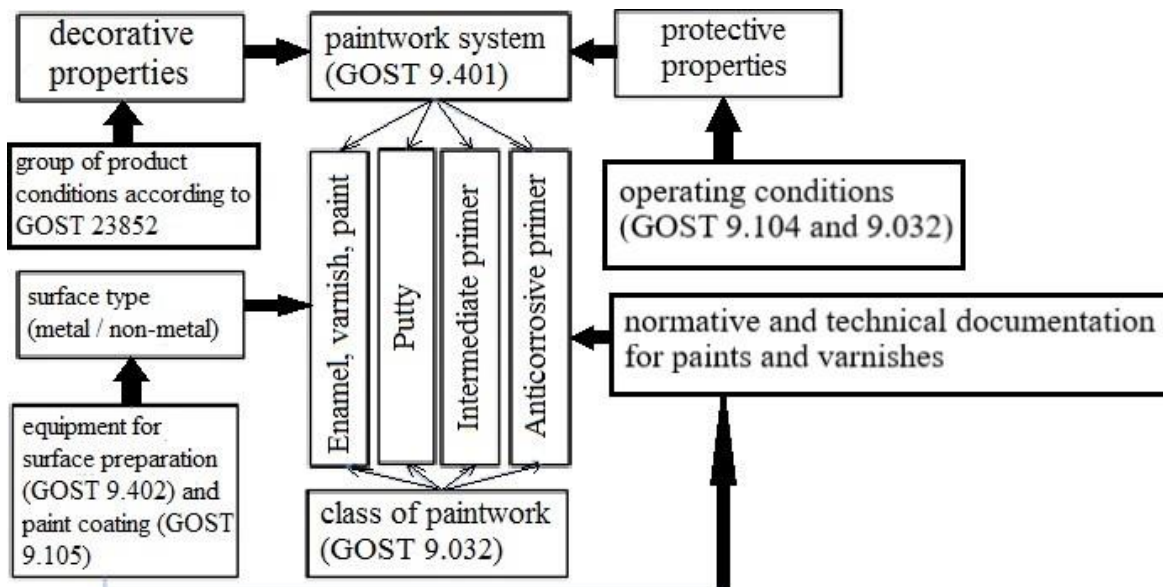 decorative
properties
paintwork system
(GOST 9.401)
protective
properties
group of product
conditions according to
GOST 23852
operating conditions
(GOST 9.104 and 9.032)
surface type
(metal / non-metal)
Enamel, varnish, paint
Putty
Intermediate primer
Anticorrosive primer
normative and technical documentation
for paints and varnishes
equipment for
surface preparation
(GOST 9.402) and
paint coating (GOST
9.105)
class of paintwork
(GOST 9.032)